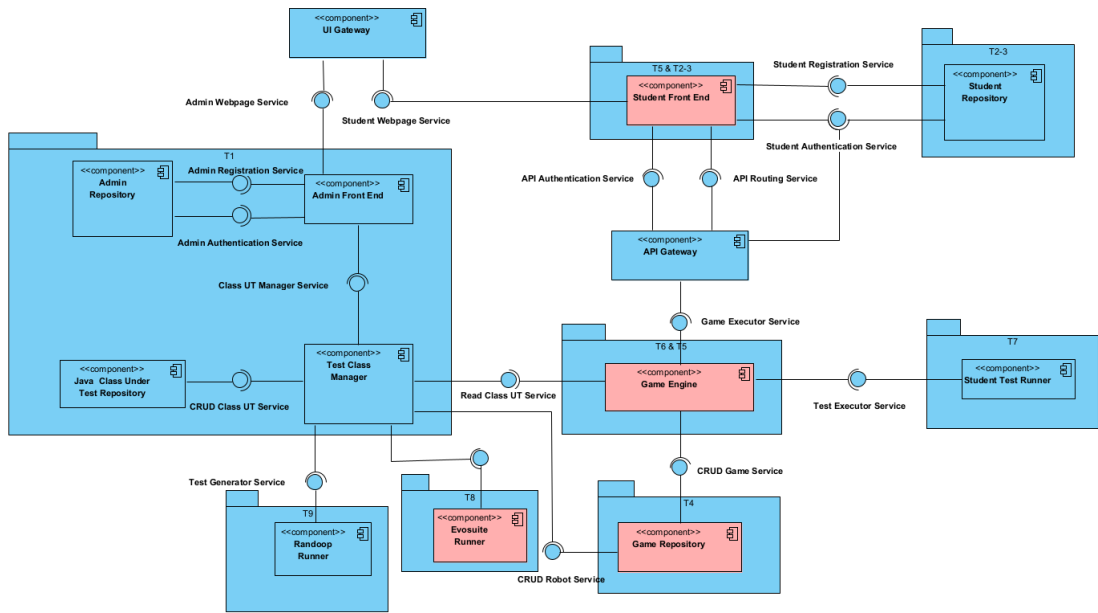 <<component>>
UI Gateway
T5 & T2-3
<<component>>
Student Front End
Student Registration Service
T2-3
<<component>>
Student
Repository
Admin Webpage Service
Student Webpage Service
Student Authentication Service
T1
<<component>>
Admin
Repository
Admin Registration Service
<<component>>
Admin Front End
Admin Authentication Service
API Authentication Service
API Routing Service
<<component>>
API Gateway
Class UT Manager Service
Game Executor Service
<<component>>
Java Class Under
Test Repository
CRUD Class UT Service
<<component>>
Test Class
Manager
Read Class UT Service
T6 & T5
<<component>>
Game Engine
Test Executor Service
T7
<<component>>
Student Test Runner
Test Generator Service
CRUD Game Service
T9
<<component>>
Randoop
Runner
T8
<<component>>
Evosuite
Runner
CRUD Robot Service
T4
<<component>>
Game Repository